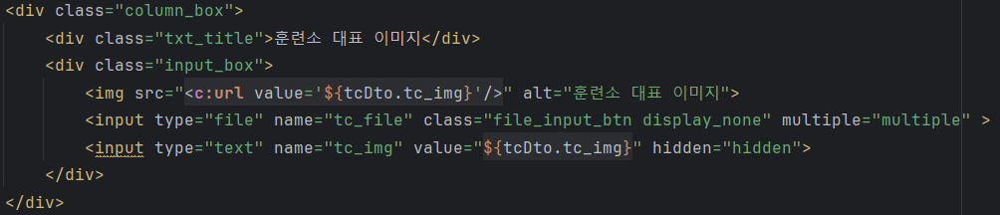 <div class="column_box">
<div class="txt_title">훈련소 대표 이미지</div>
<div class="input_box">
<img src="<c:url value='${tcDto.tc_img}'/>" alt="훈련소 대표 이미지">
<input type="file" name="tc_file" class="file_input_btn display_none" multiple="multiple" >
<input type="text" name="tc_img" value="${tcDto.tc_img}" hidden="hidden">
</div>
</div>